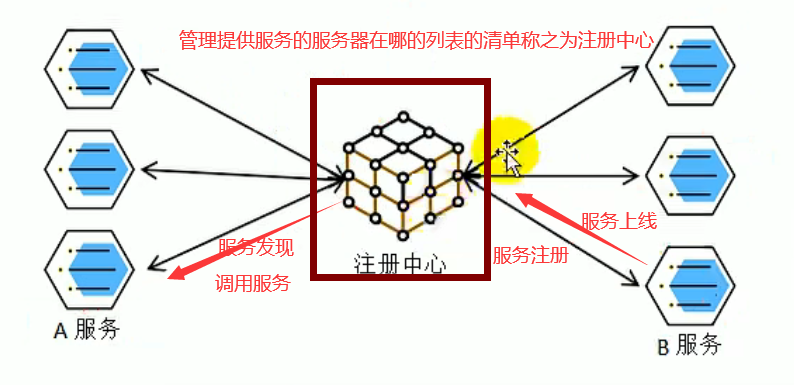 管理提供服务的服务器在哪的列表的清单称之为注册中心
服务上线
服务发现
服务注册
注册中心
调用服务
A 服务
B 服务